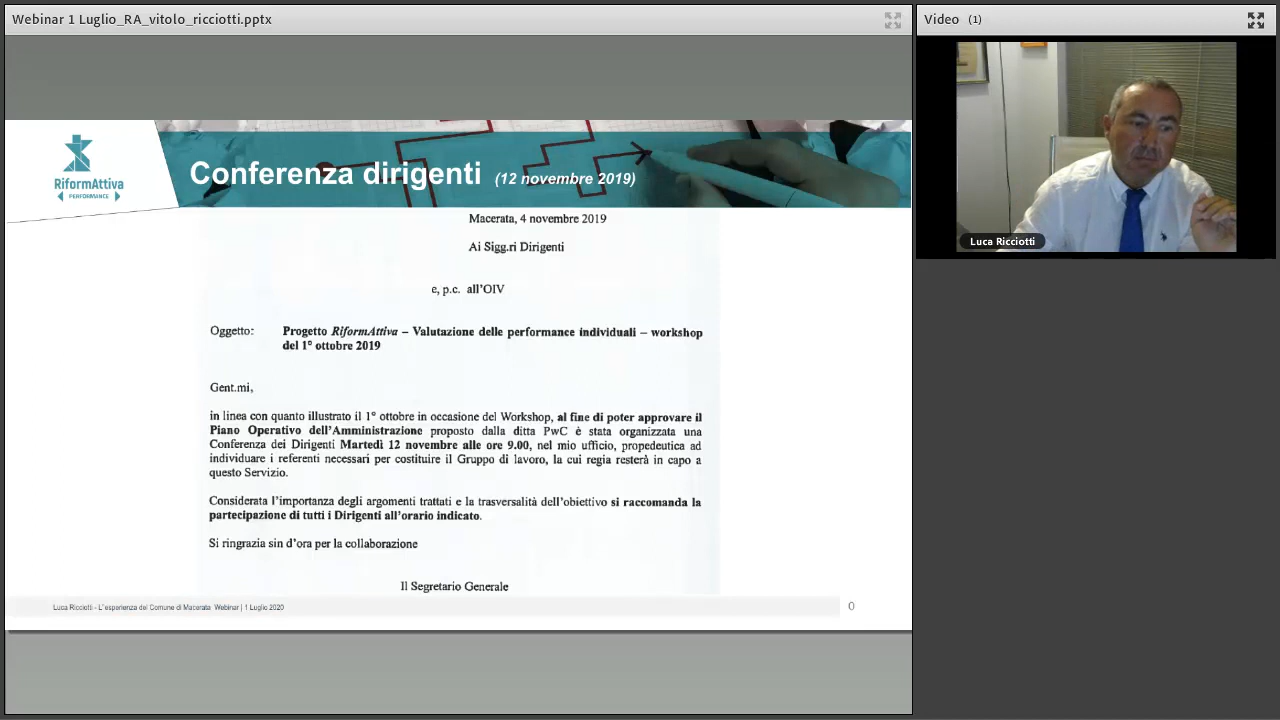 Webinar 1 Luglio_RA_vitolo_ricciotti.pptx
Video (1)
RiformAttiva
PERFORMANCE
Conferenza dirigenti (12 novembre 2019)
Luca Ricciotti
Macerata, 4 novembre 2019
Ai Sigg.ri Dirigenti
e, p.c. all'OIV
Oggetto: Progetto RiformAttiva – Valutazione delle performance individuali – workshop
del 1° ottobre 2019
Gent.mi,
in linea con quanto illustrato il 1° ottobre in occasione del Workshop, al fine di poter approvare il
Piano Operativo dell'Amministrazione proposto dalla ditta PwC è stata organizzata una
Conferenza dei Dirigenti Martedì 12 novembre alle ore 9.00, nel mio ufficio, propedeutica ad
individuare i referenti necessari per costituire il Gruppo di lavoro, la cui regia resterà in capo a
questo Servizio.
Considerata l'importanza degli argomenti trattati e la trasversalità dell'obiettivo si raccomanda la
partecipazione di tutti i Dirigenti all'orario indicato.
Si ringrazia sin d'ora per la collaborazione
Il Segretario Generale
Luca Ricciotti - L'esperienza del Comune di Macerata Webinar | 1 Luglio 2020
0